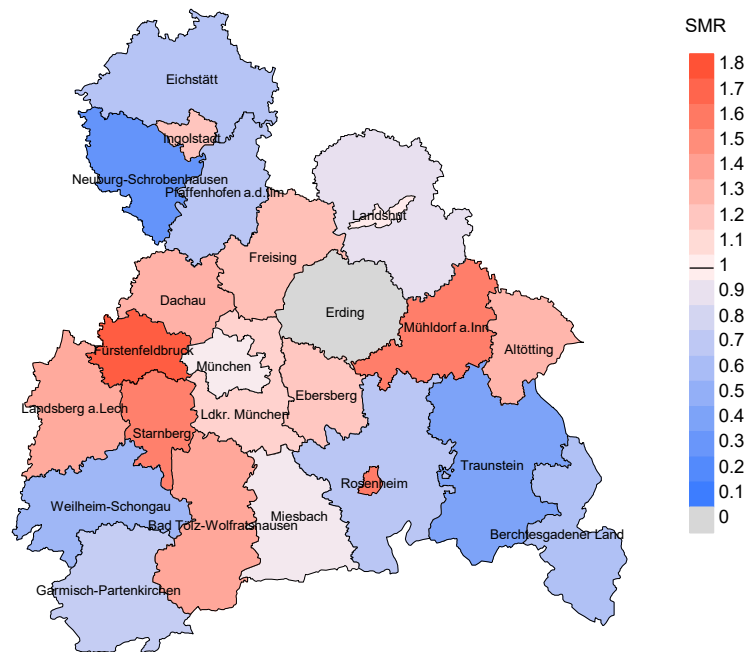 SMR
1.8
1.7
1.6
1.5
1.4
1.3
1.2
1.1
1
0.9
0.8
0.7
0.6
0.5
0.4
0.3
0.2
0.1
0
Eichstätt
Ingolstadt
Neuburg-Schrobenhausen
Pfaffenhofen a.d.Ilm
Landshut
Freising
Dachau
Erding
Mühldorf a.Inn
Fürstenfeldbruck
Altötting
München
Ebersberg
Landsberg a.Lech
Ldkr. München
Starnberg
Traunstein
Rosenheim
Weilheim-Schongau
Miesbach
Bad Tölz-Wolfratshausen
Berchtesgadener Land
Garmisch-Partenkirchen